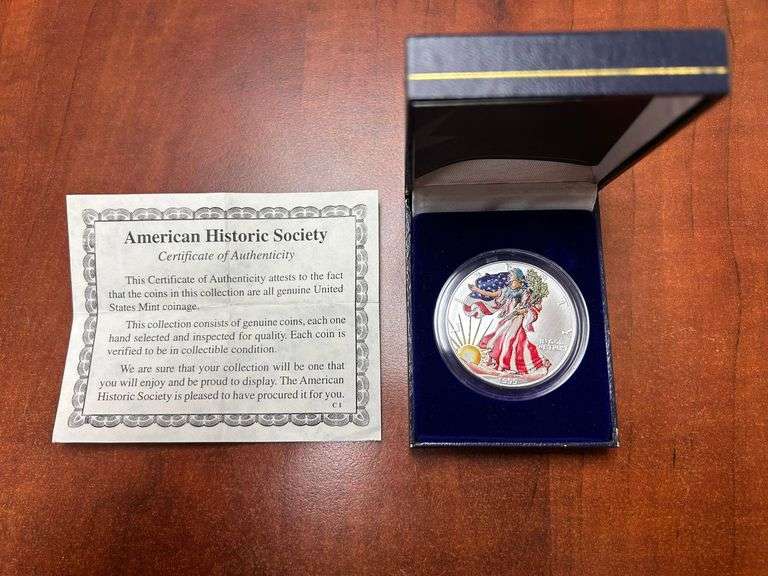 American Historic Society
Certificate of Authenticity
This Certificate of Authenticity attests to the fact
that the coins in this collection are all genuine United
States Mint coinage.
This collection consists of genuine coins, each one
hand selected and inspected for quality. Each coin is
verified to be in collectible condition.
We are sure that your collection will be one that
you will enjoy and be proud to display. The American
Historic Society is pleased to have procured it for you.
C1
1999